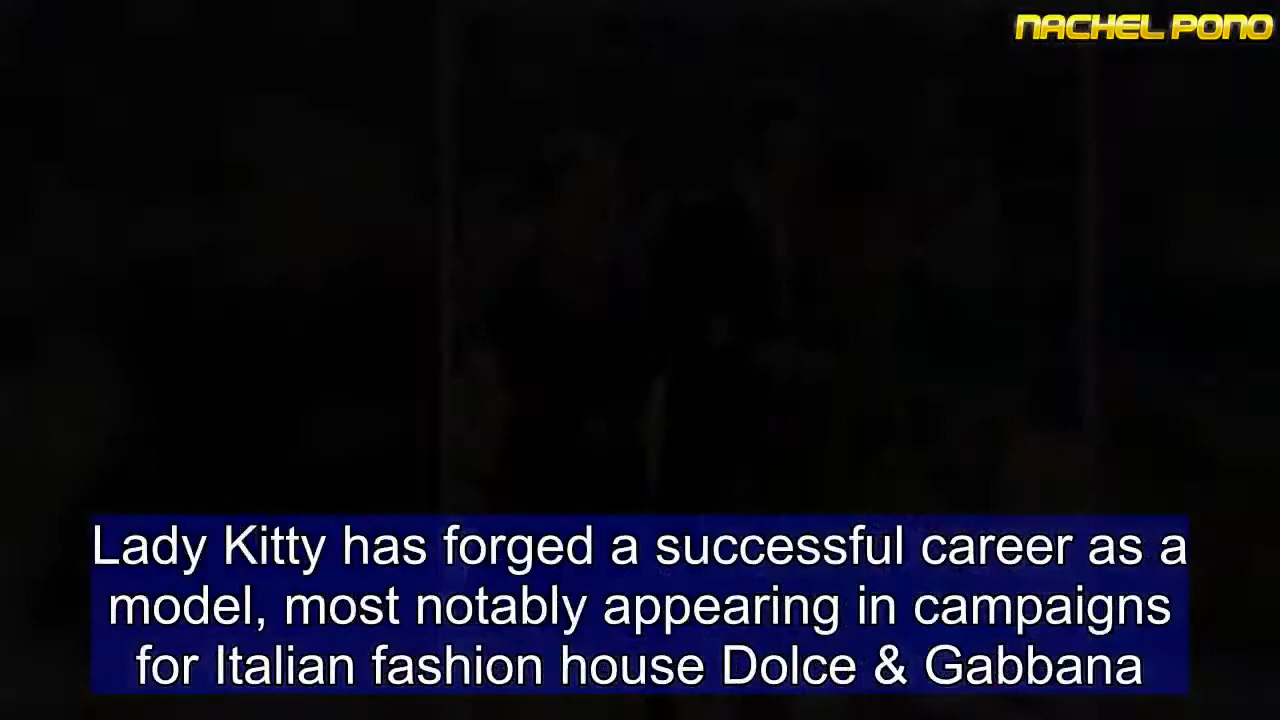 NACHEL PONO
Lady Kitty has forged a successful career as a
model, most notably appearing in campaigns
for Italian fashion house Dolce & Gabbana